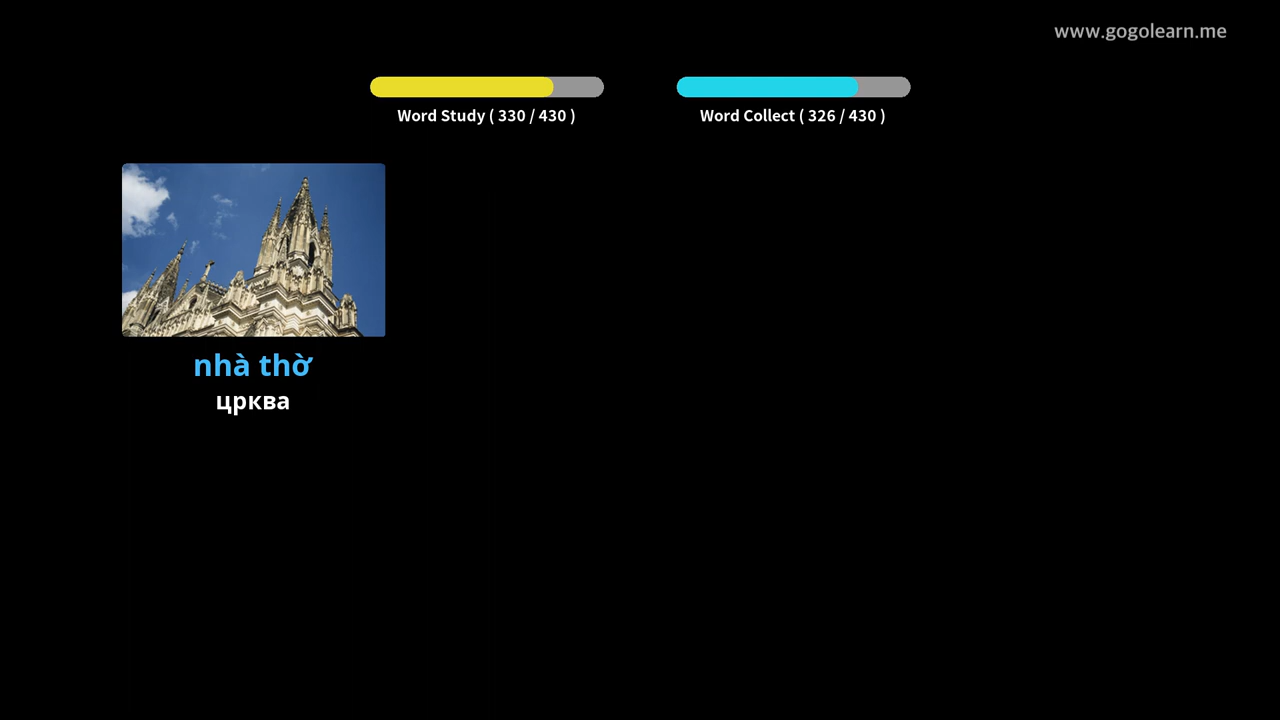 www.gogolearn.me
Word Study ( 330 / 430 )
Word Collect ( 326 / 430 )
nhà thờ
црква